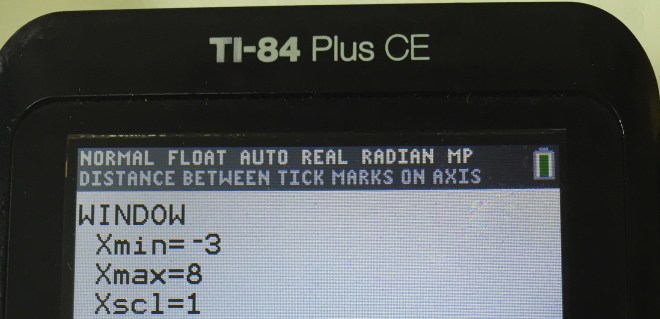 TI-84 Plus CE
NORMAL FLOAT AUTO REAL RADIAN MP
DISTANCE BETWEEN TICK MARKS ON AXIS
WINDOW
Xmin=-3
Xmax=8
Xscl=1